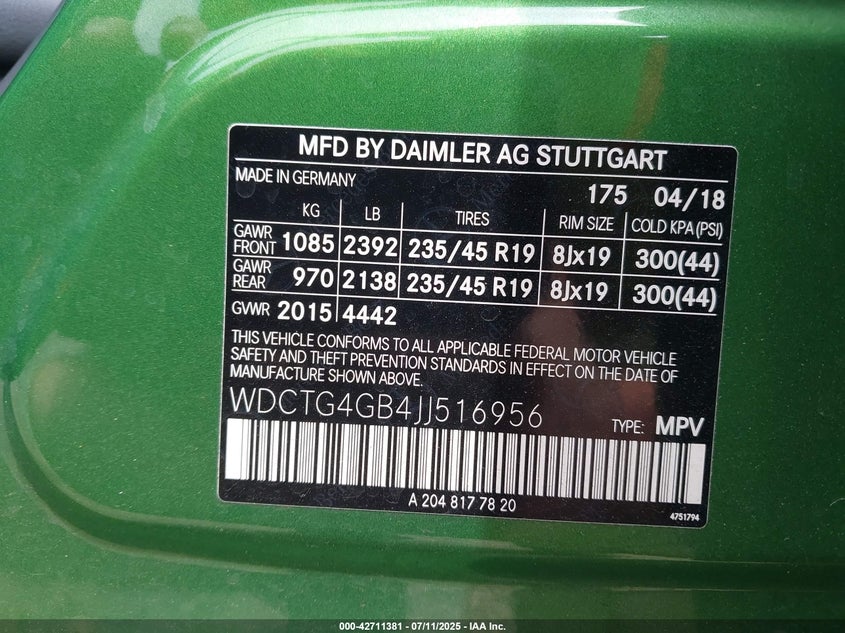 MFD BY DAIMLER AG STUTTGART
MADE IN GERMANY 175 04/18
KG LB TIRES RIM SIZE COLD KPA (PSI)
GAWR FRONT 1085 2392 235/45 R19 8Jx19 300(44)
GAWR REAR 970 2138 235/45 R19 8Jx19 300(44)
GVWR 2015 4442
THIS VEHICLE CONFORMS TO ALL APPLICABLE FEDERAL MOTOR VEHICLE
SAFETY AND THEFT PREVENTION STANDARDS IN EFFECT ON THE DATE OF
MANUFACTURE SHOWN ABOVE.
WDCTG4GB4JJ516956 TYPE: MPV
A 204 817 78 20
4751794
000-42711381 - 07/11/2025 - IAA Inc.